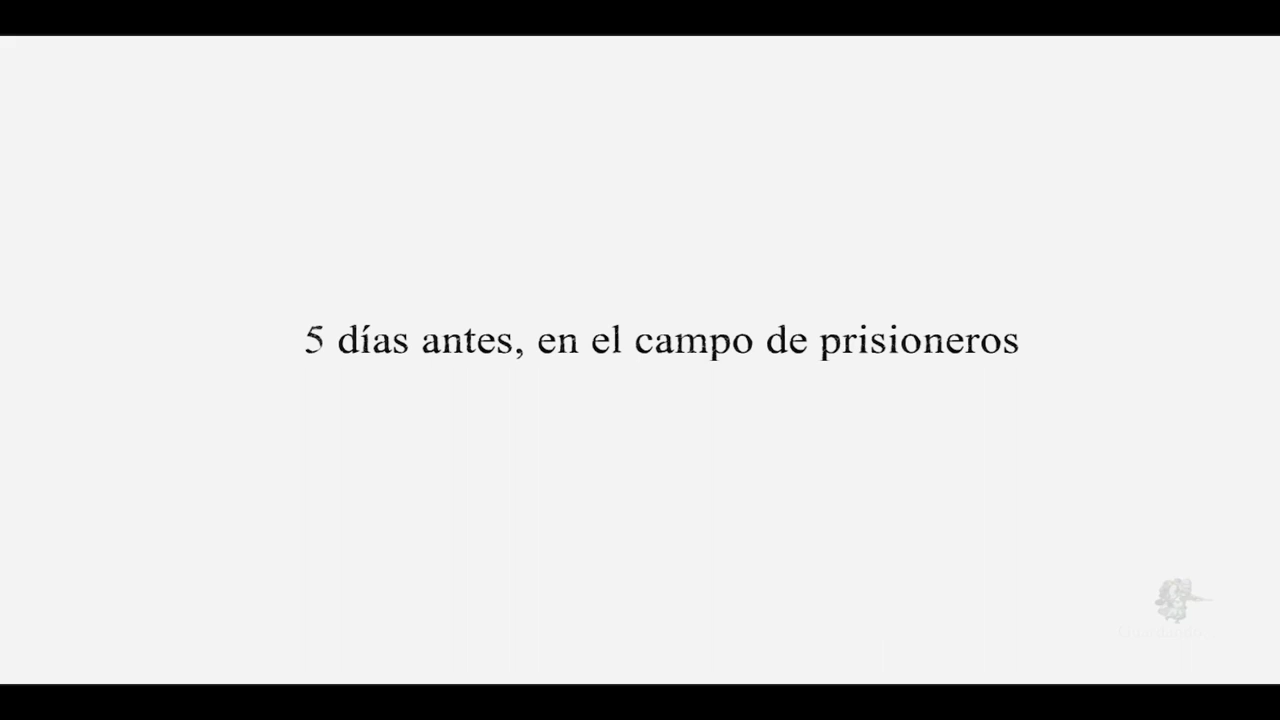 5 días antes, en el campo de prisioneros